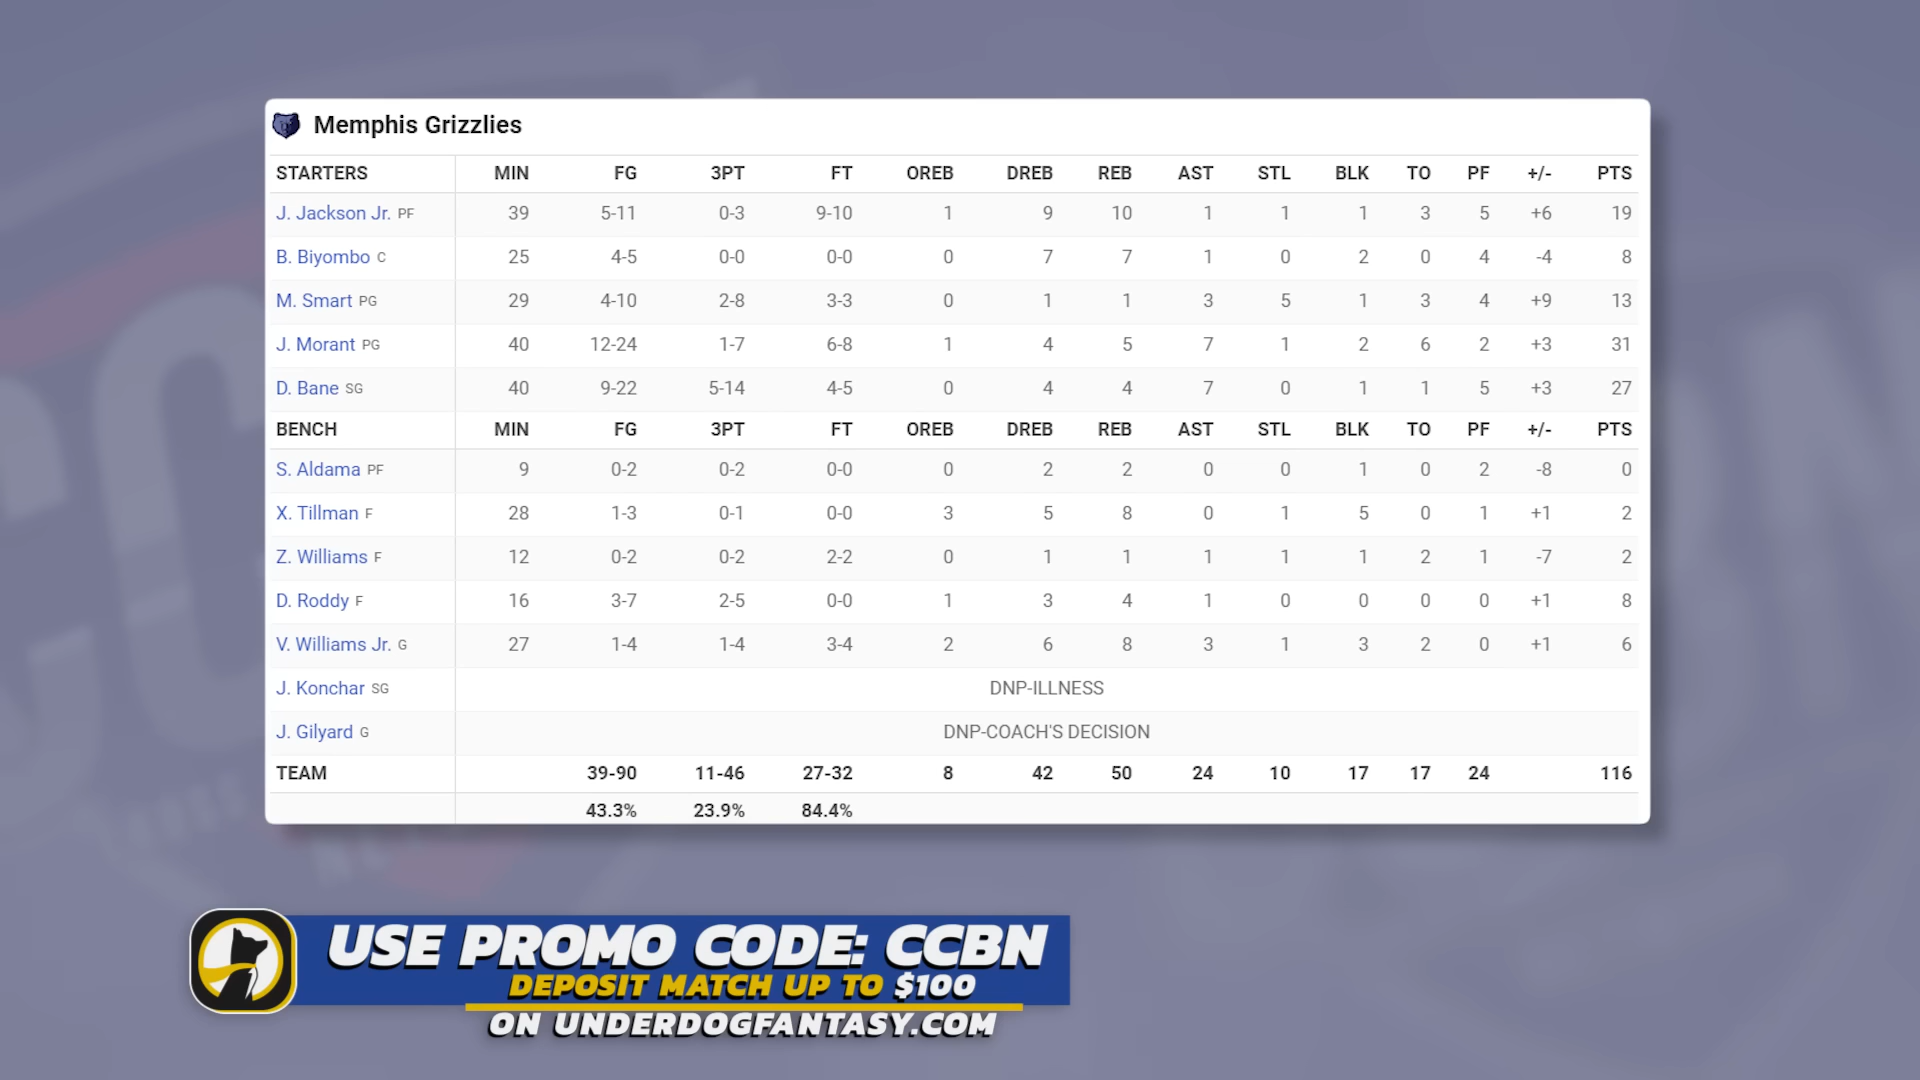 Memphis Grizzlies
STARTERS MIN FG 3PT FT OREB DREB REB AST STL BLK TO PF +/- PTS
J. Jackson Jr. PF 39 5-11 0-3 9-10 1 9 10 1 1 1 3 5 +6 19
B. Biyombo C 25 4-5 0-0 0-0 0 7 7 1 0 2 0 4 -4 8
M. Smart PG 29 4-10 2-8 3-3 0 1 1 3 5 1 3 4 +9 13
J. Morant PG 40 12-24 1-7 6-8 1 4 5 7 1 2 6 2 +3 31
D. Bane SG 40 9-22 5-14 4-5 0 4 4 7 0 1 1 5 +3 27
BENCH MIN FG 3PT FT OREB DREB REB AST STL BLK TO PF +/- PTS
S. Aldama PF 9 0-2 0-2 0-0 0 2 2 0 0 1 0 2 -8 0
X. Tillman F 28 1-3 0-1 0-0 3 5 8 0 1 5 0 1 +1 2
Z. Williams F 12 0-2 0-2 2-2 0 1 1 1 1 1 2 1 -7 2
D. Roddy F 16 3-7 2-5 0-0 1 3 4 1 0 0 0 0 +1 8
V. Williams Jr. G 27 1-4 1-4 3-4 2 6 8 3 1 3 2 0 +1 6
J. Konchar SG DNP-ILLNESS
J. Gilyard G DNP-COACH'S DECISION
TEAM 39-90 11-46 27-32 8 42 50 24 10 17 17 24 116
43.3% 23.9% 84.4%
USE PROMO CODE: CCBN
DEPOSIT MATCH UP TO $100
ON UNDERDOGFANTASY.COM